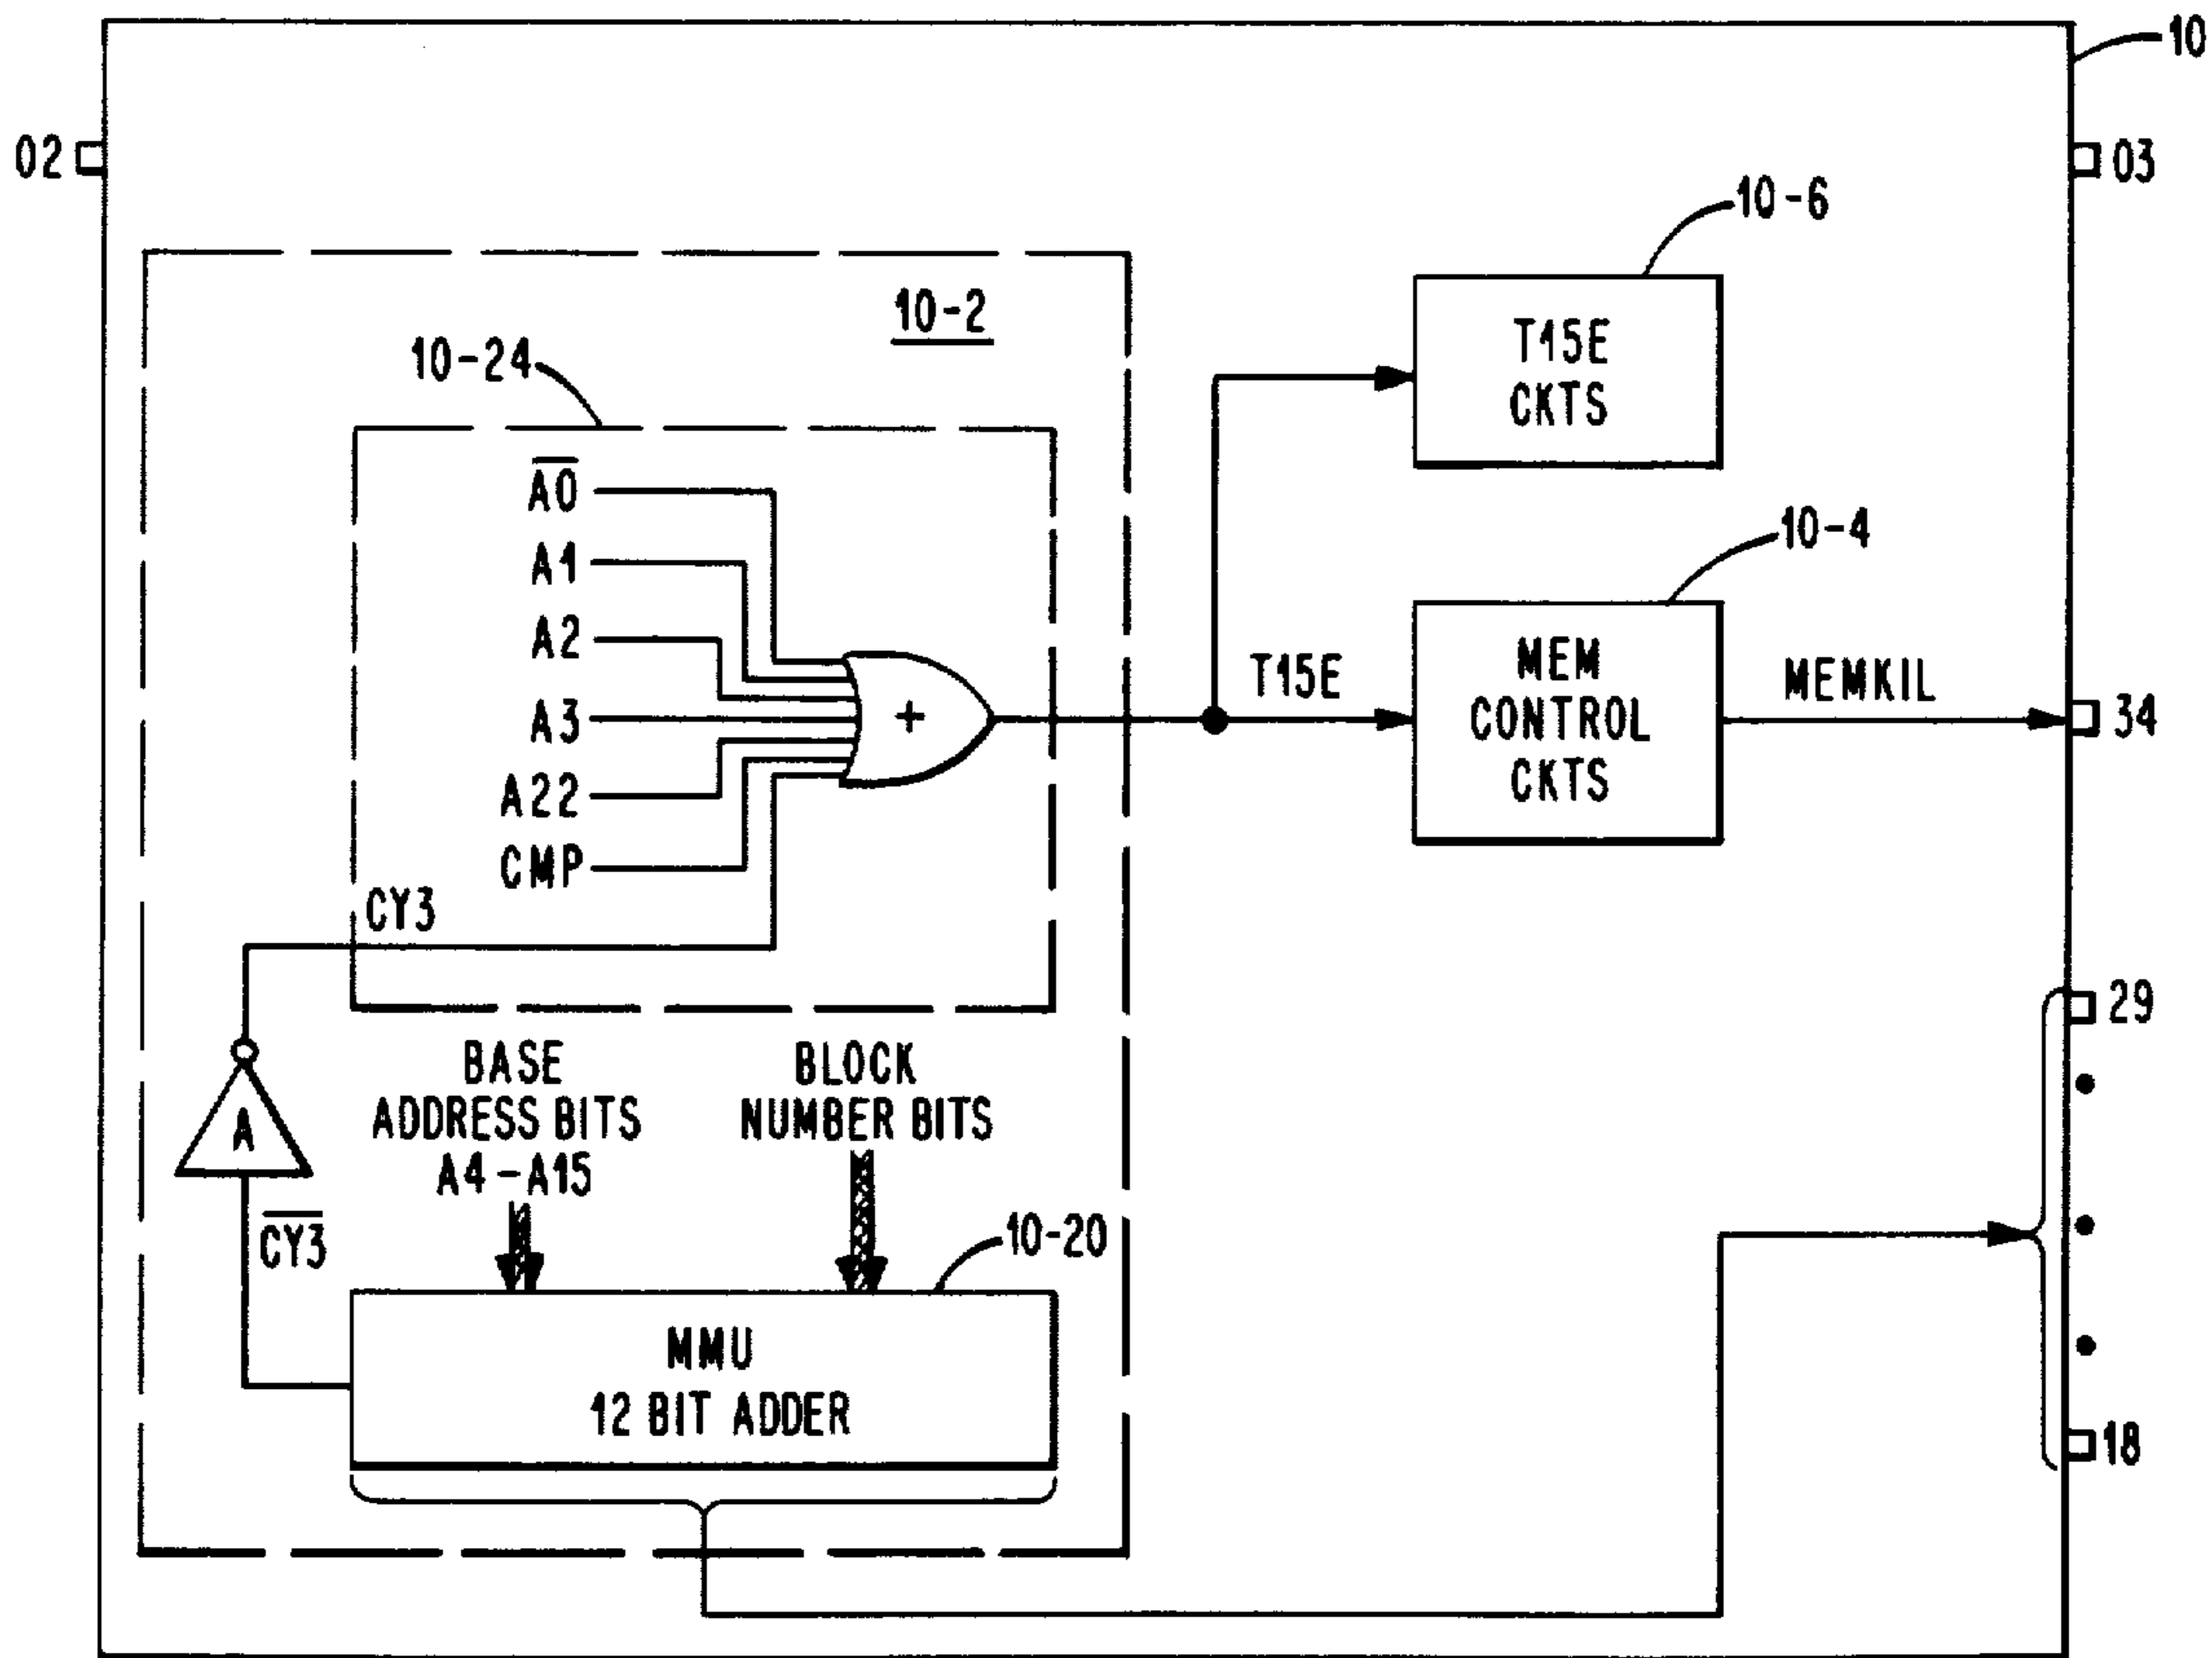 10
02
03
10-6
10-2
T15E
CKTS
10-24
A̅0̅
A1
A2
A3
A22
CMP
CY3
T15E
10-4
MEM
CONTROL
CKTS
MEMKIL
34
29
BASE
ADDRESS BITS
A4-A15
BLOCK
NUMBER BITS
A
C̅Y̅3̅
10-20
MMU
12 BIT ADDER
18